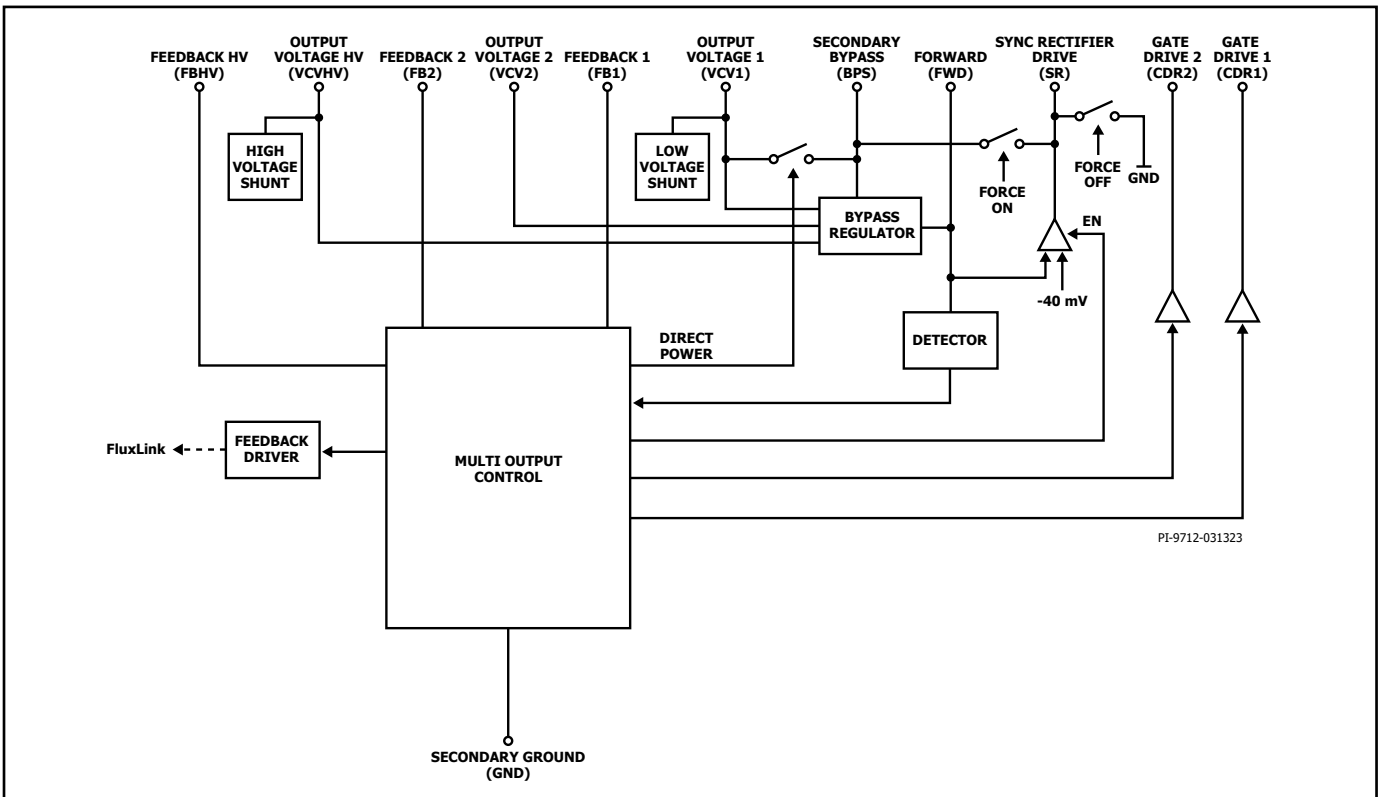 FEEDBACK HV
(FBHV)
OUTPUT
VOLTAGE HV
(VCVHV)
FEEDBACK 2
(FB2)
OUTPUT
VOLTAGE 2
(VCV2)
FEEDBACK 1
(FB1)
OUTPUT
VOLTAGE 1
(VCV1)
SECONDARY
BYPASS
(BPS)
FORWARD
(FWD)
SYNC RECTIFIER
DRIVE
(SR)
GATE
DRIVE 2
(CDR2)
GATE
DRIVE 1
(CDR1)
HIGH
VOLTAGE
SHUNT
LOW
VOLTAGE
SHUNT
FORCE
ON
FORCE
OFF
GND
BYPASS
REGULATOR
EN
-40 mV
DIRECT
POWER
DETECTOR
FluxLink
FEEDBACK
DRIVER
MULTI OUTPUT
CONTROL
PI-9712-031323
SECONDARY GROUND
(GND)